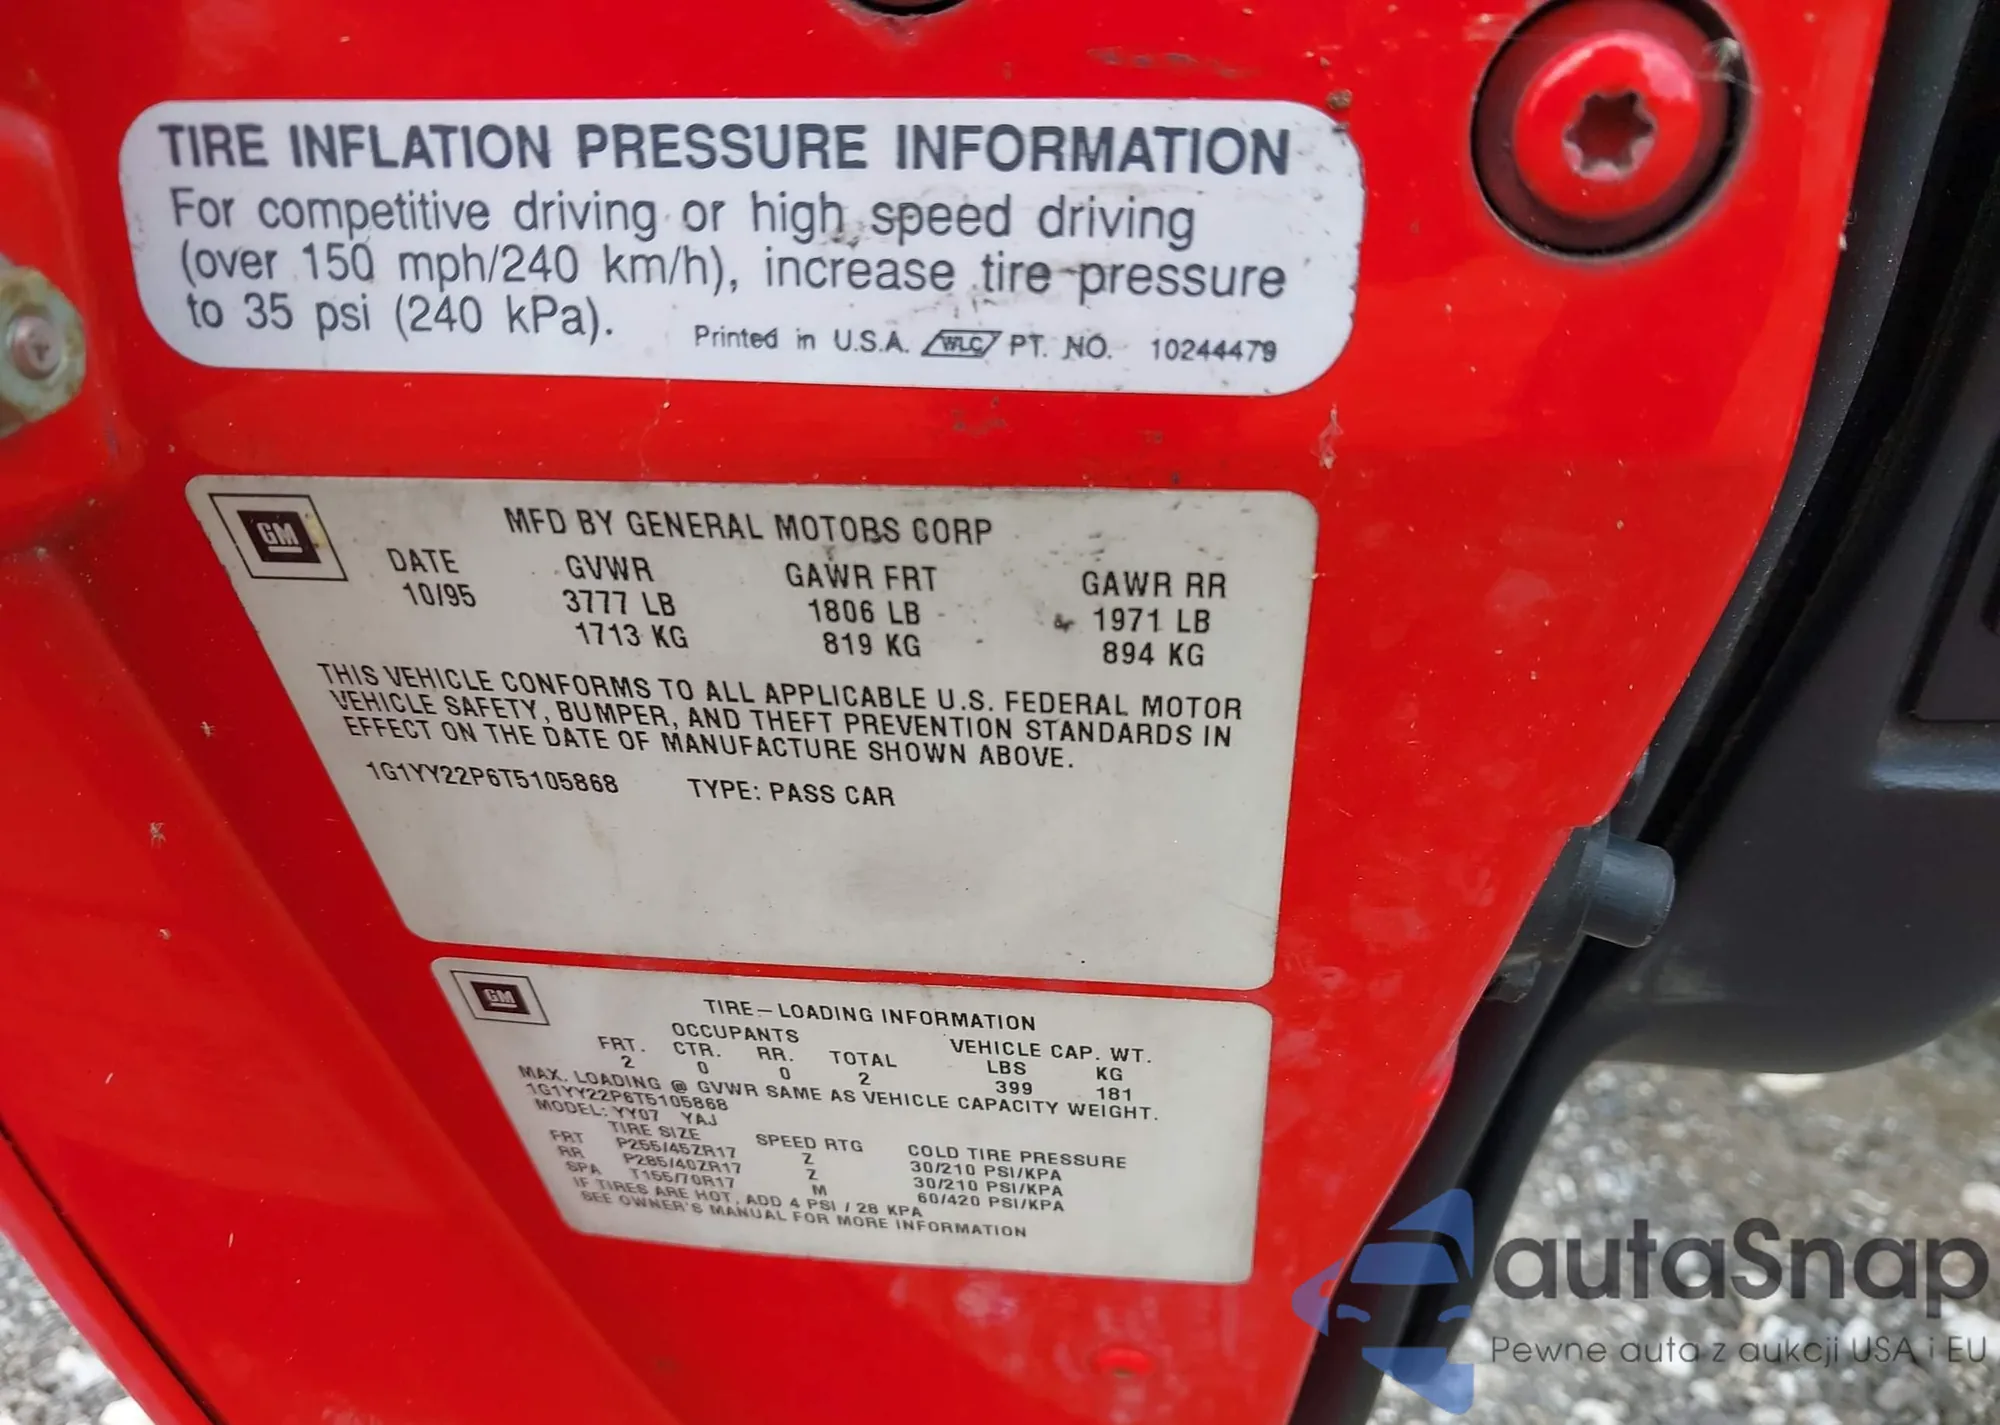 TIRE INFLATION PRESSURE INFORMATION
For competitive driving or high speed driving
(over 150 mph/240 km/h), increase tire pressure
to 35 psi (240 kPa).
Printed in U.S.A. WLC PT. NO. 10244479
GM
MFD BY GENERAL MOTORS CORP
DATE GVWR GAWR FRT GAWR RR
10/95 3777 LB 1806 LB 1971 LB
1713 KG 819 KG 894 KG
THIS VEHICLE CONFORMS TO ALL APPLICABLE U.S. FEDERAL MOTOR
VEHICLE SAFETY, BUMPER, AND THEFT PREVENTION STANDARDS IN
EFFECT ON THE DATE OF MANUFACTURE SHOWN ABOVE.
1G1YY22P6T5105868 TYPE: PASS CAR
GM
TIRE-LOADING INFORMATION
OCCUPANTS VEHICLE CAP. WT.
FRT. CTR. RR. TOTAL LBS KG
2 0 0 2 399 181
MAX. LOADING @ GVWR SAME AS VEHICLE CAPACITY WEIGHT.
1G1YY22P6T5105868
MODEL: YY07 YAJ
TIRE SIZE SPEED RTG COLD TIRE PRESSURE
FRT P255/45ZR17 Z 30/210 PSI/KPA
RR P285/40ZR17 Z 30/210 PSI/KPA
SPA T155/70R17 M 60/420 PSI/KPA
IF TIRES ARE HOT, ADD 4 PSI / 28 KPA
SEE OWNER'S MANUAL FOR MORE INFORMATION
autaSnap
Pewne auta z aukcji USA i EU